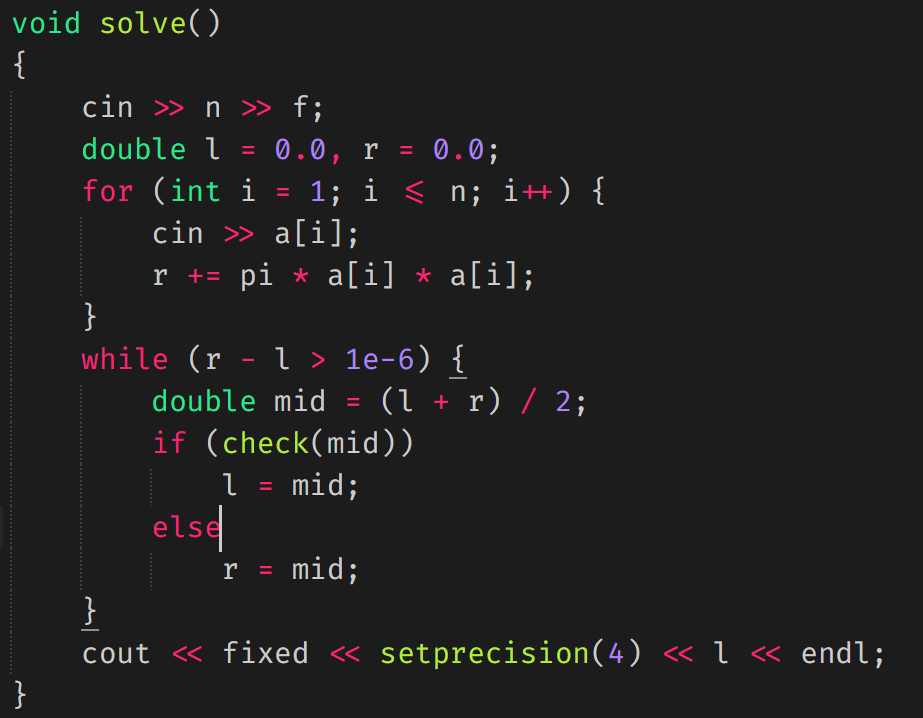 void solve()
{
    cin >> n >> f;
    double l = 0.0, r = 0.0;
    for (int i = 1; i <= n; i++) {
        cin >> a[i];
        r += pi * a[i] * a[i];
    }
    while (r - l > 1e-6) {
        double mid = (l + r) / 2;
        if (check(mid))
            l = mid;
        else
            r = mid;
    }
    cout << fixed << setprecision(4) << l << endl;
}